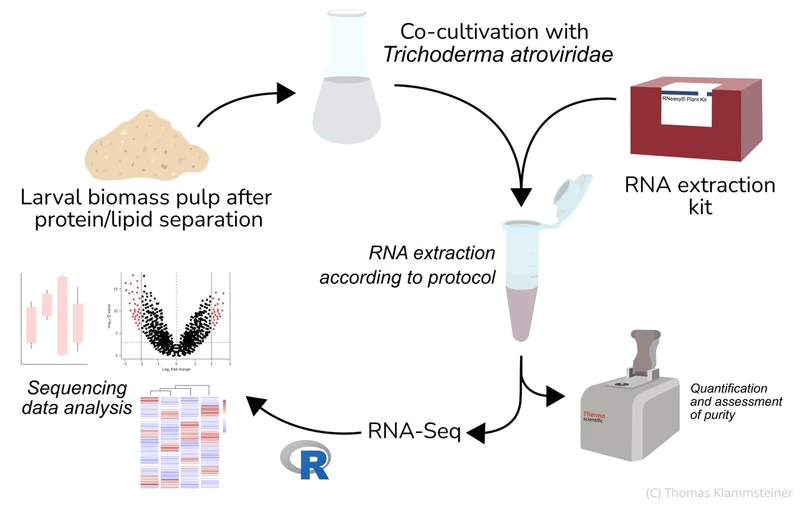 Co-cultivation with
Trichoderma atroviridae
RNeasy® Plant Kit
Larval biomass pulp after
protein/lipid separation
RNA extraction
kit
RNA extraction
according to protocol
Log₂ fold change
Sequencing
data analysis
Quantification
and assessment
of purity
Thermo
scientific
RNA-Seq
R
(C) Thomas Klammsteiner